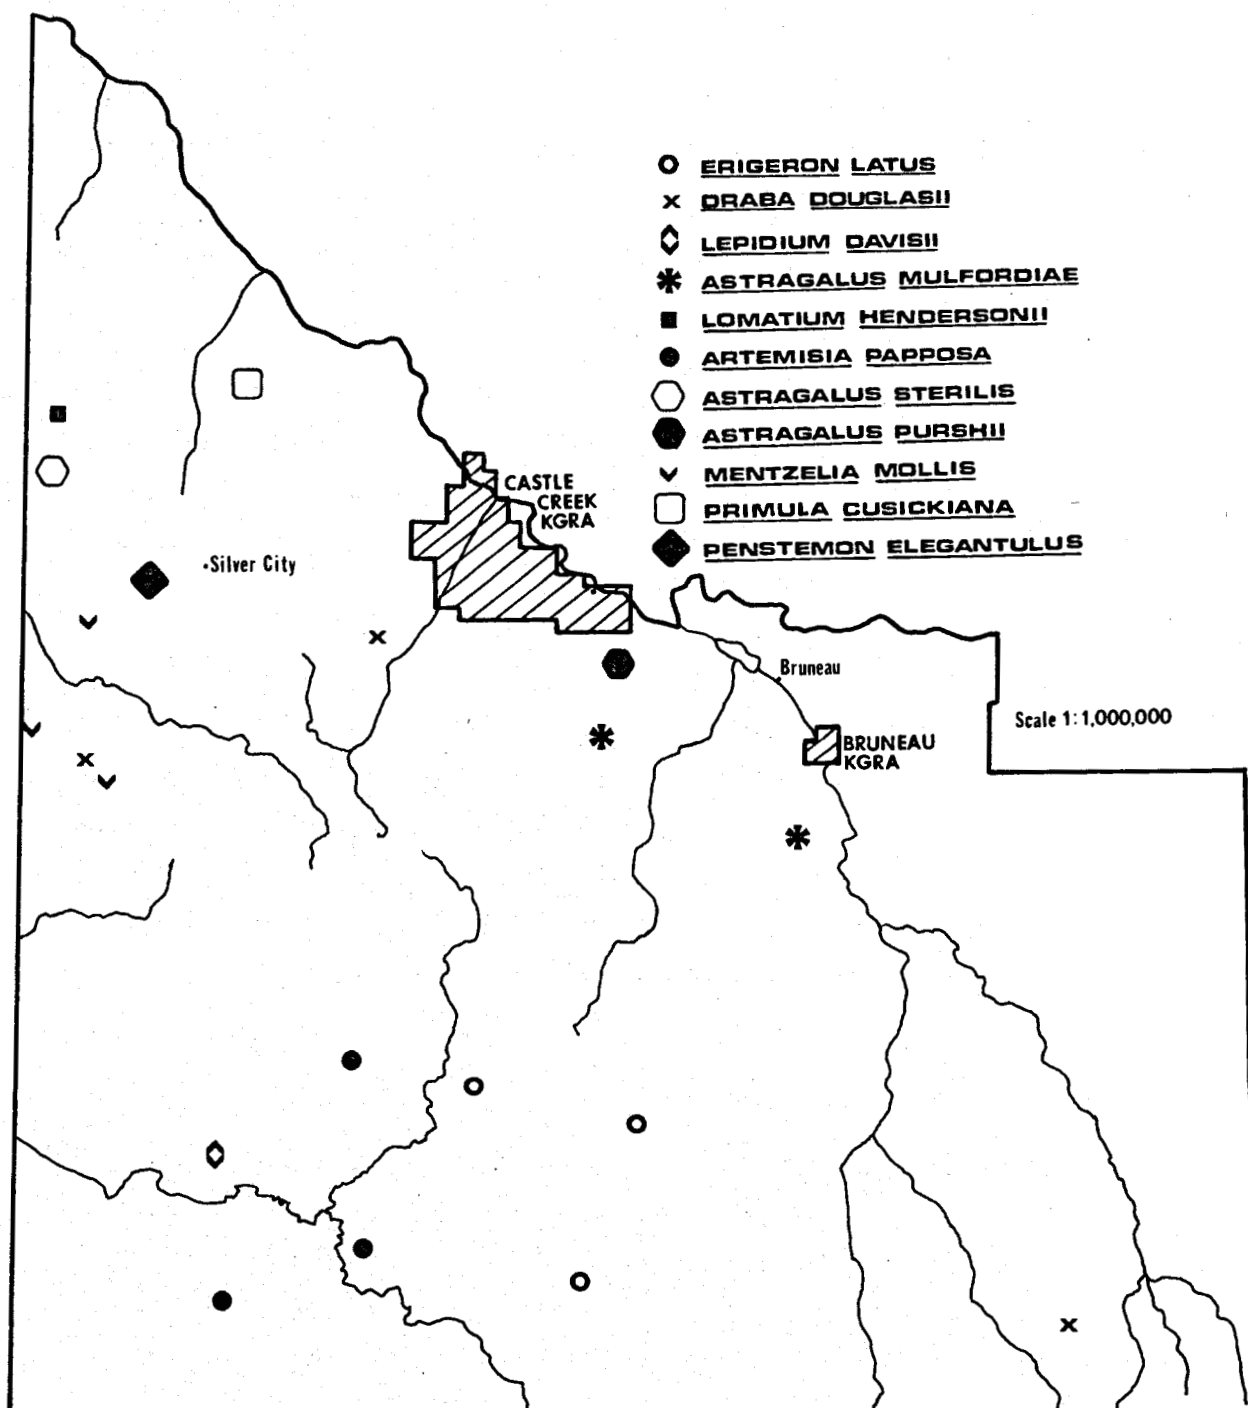 ERIGERON LATUS
DRABA DOUGLASII
LEPIDIUM DAVISII
ASTRAGALUS MULFORDIAE
LOMATIUM HENDERSONII
ARTEMISIA PAPPOSA
ASTRAGALUS STERILIS
ASTRAGALUS PURSHII
MENTZELIA MOLLIS
PRIMULA CUSICKIANA
PENSTEMON ELEGANTULUS
CASTLE
CREEK
KGRA
Silver City
Bruneau
Scale 1:1,000,000
BRUNEAU
KGRA